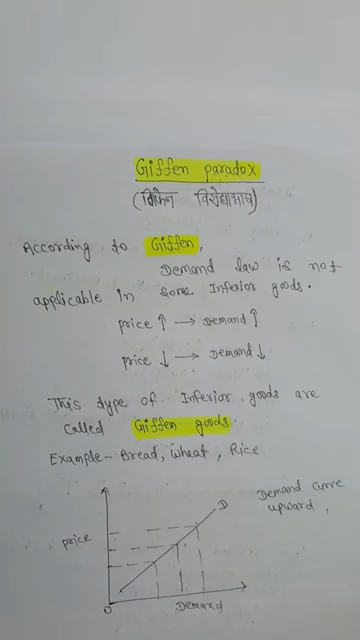 Giffen paradox
(गिफेन विरोधाभाष)
According to Giffen,
Demand law is not
applicable in some Inferior goods.
price ↑ → Demand ↑
price ↓ → Demand ↓
This type of Inferior goods are
called Giffen goods.
Example - Bread, wheat, Rice
Demand curve
upward,
D
price
O
Demand